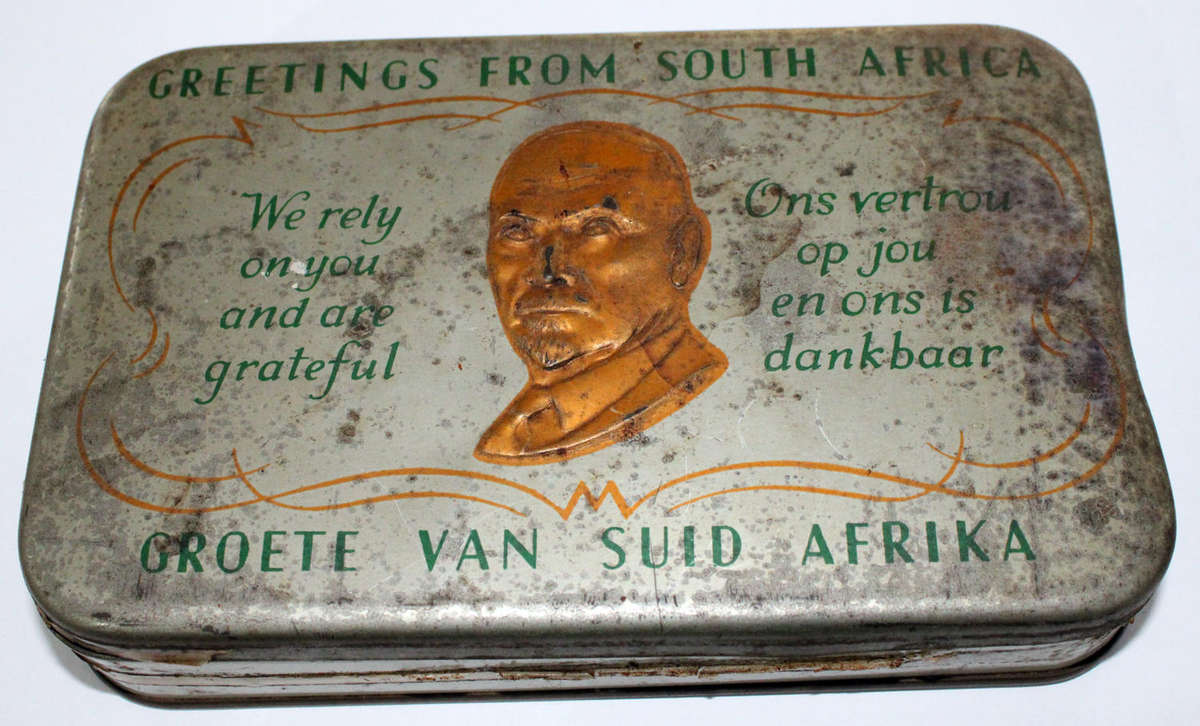 GREETINGS FROM SOUTH AFRICA
We rely
on you
and are
grateful
Ons vertrou
op jou
en ons is
dankbaar
GROETE VAN SUID AFRIKA